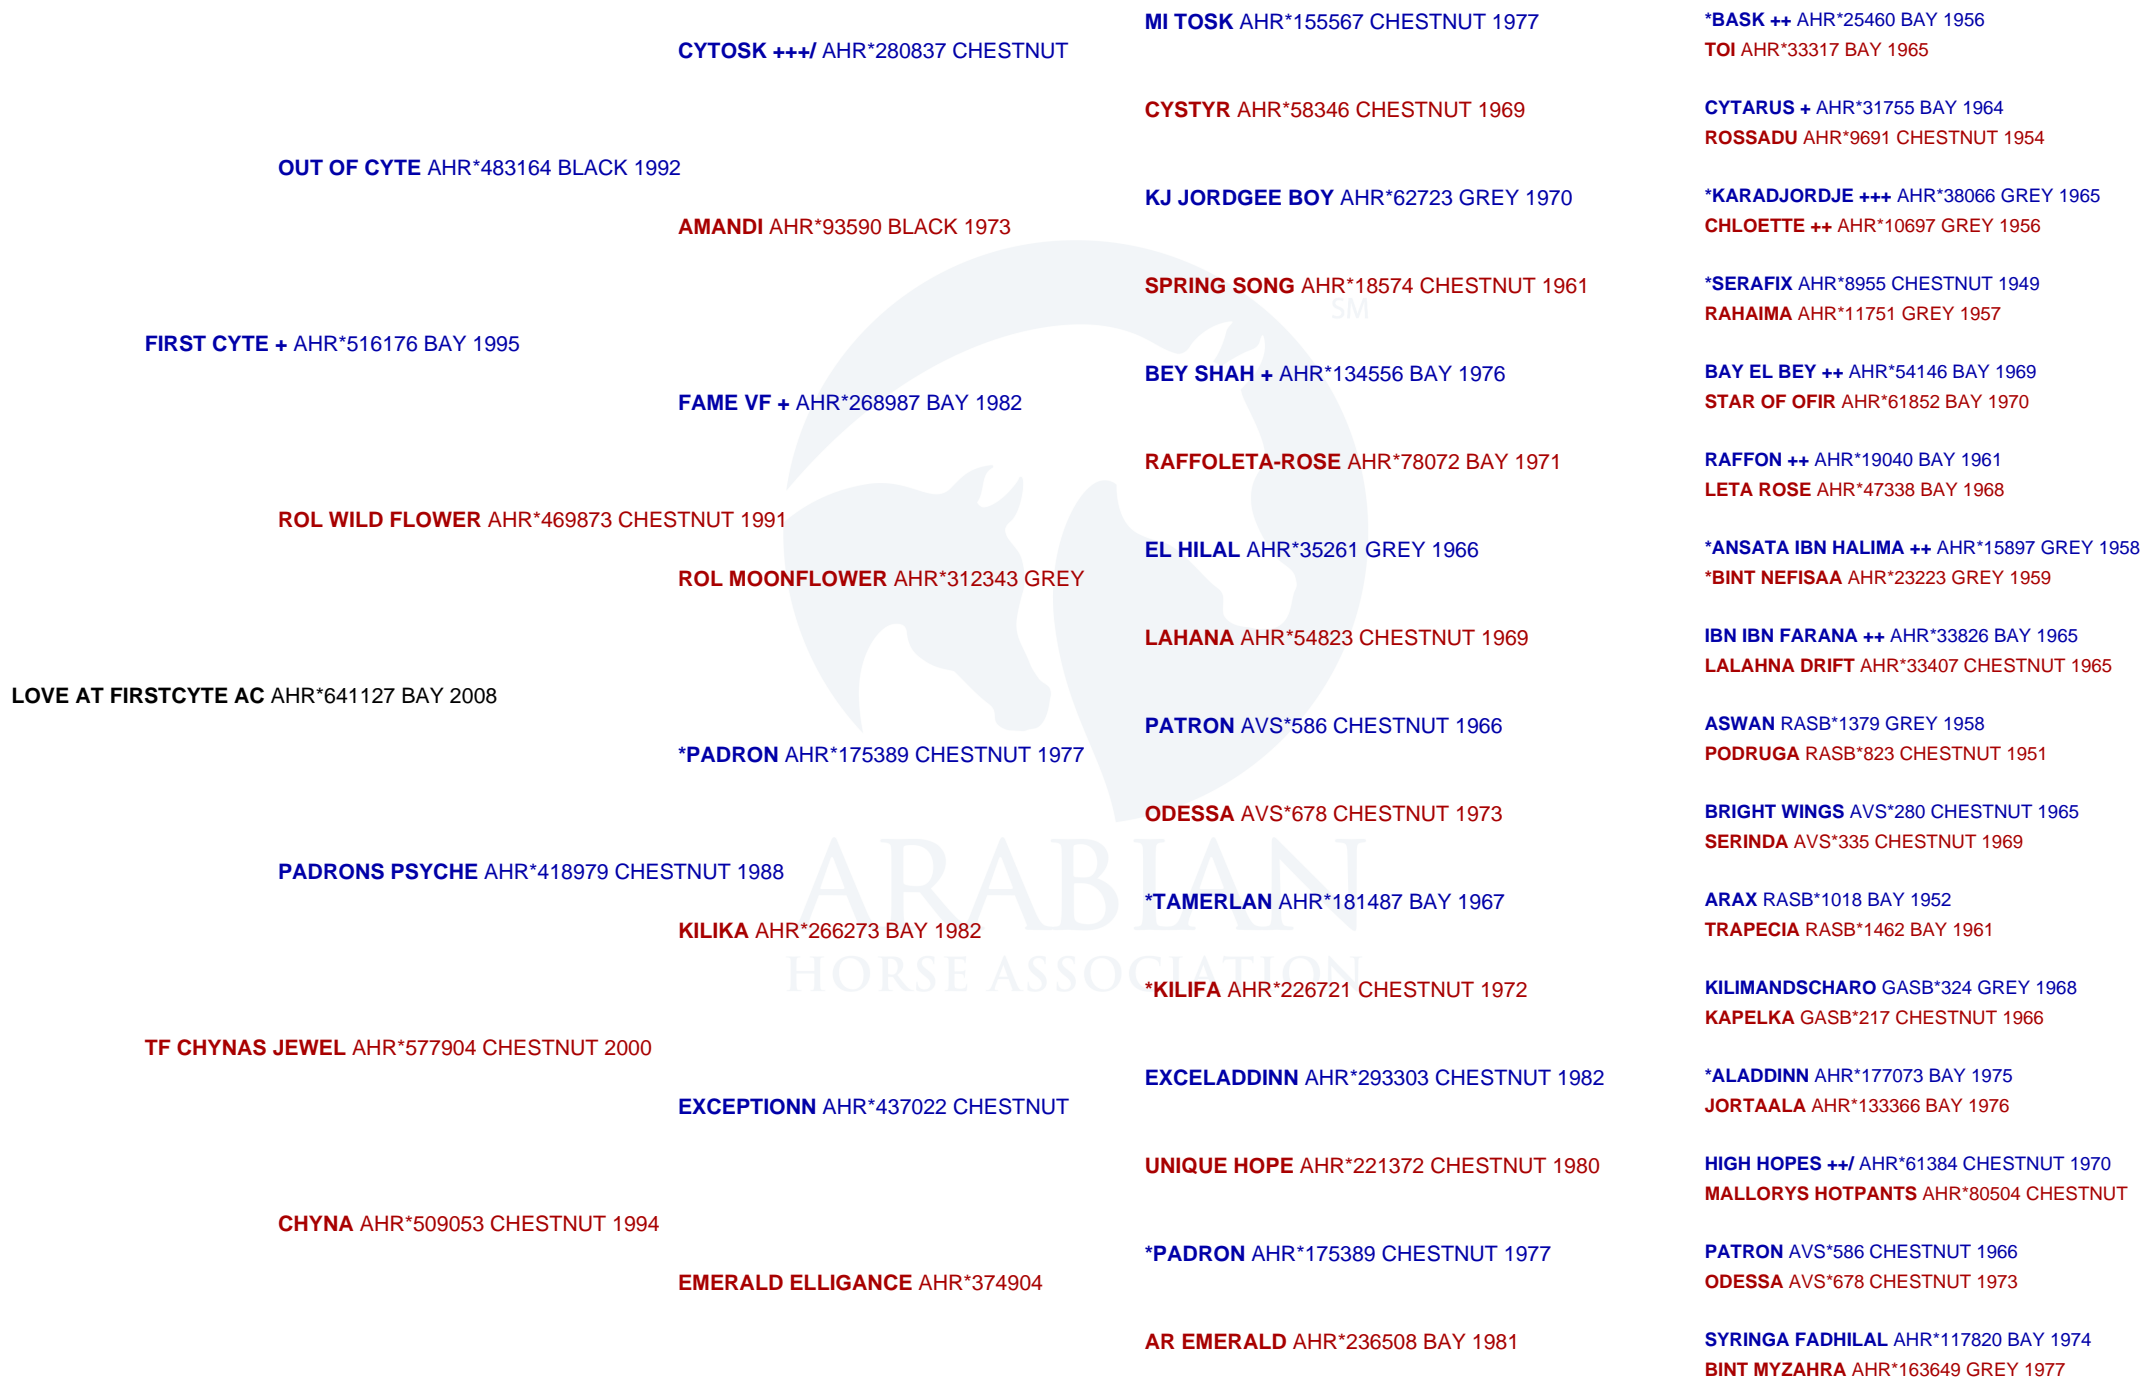 MI TOSK AHR*155567 CHESTNUT 1977
*BASK ++ AHR*25460 BAY 1956
CYTOSK +++/ AHR*280837 CHESTNUT
TOI AHR*33317 BAY 1965
CYSTYR AHR*58346 CHESTNUT 1969
CYTARUS + AHR*31755 BAY 1964
ROSSADU AHR*9691 CHESTNUT 1954
OUT OF CYTE AHR*483164 BLACK 1992
KJ JORDGEE BOY AHR*62723 GREY 1970
*KARADJORDJE +++ AHR*38066 GREY 1965
AMANDI AHR*93590 BLACK 1973
CHLOETTE ++ AHR*10697 GREY 1956
SPRING SONG AHR*18574 CHESTNUT 1961
*SERAFIX AHR*8955 CHESTNUT 1949
SM
RAHAIMA AHR*11751 GREY 1957
FIRST CYTE + AHR*516176 BAY 1995
BEY SHAH + AHR*134556 BAY 1976
BAY EL BEY ++ AHR*54146 BAY 1969
FAME VF + AHR*268987 BAY 1982
STAR OF OFIR AHR*61852 BAY 1970
RAFFOLETA-ROSE AHR*78072 BAY 1971
RAFFON ++ AHR*19040 BAY 1961
LETA ROSE AHR*47338 BAY 1968
ROL WILD FLOWER AHR*469873 CHESTNUT 1991
EL HILAL AHR*35261 GREY 1966
*ANSATA IBN HALIMA ++ AHR*15897 GREY 1958
ROL MOONFLOWER AHR*312343 GREY
*BINT NEFISAA AHR*23223 GREY 1959
LAHANA AHR*54823 CHESTNUT 1969
IBN IBN FARANA ++ AHR*33826 BAY 1965
LALAHNA DRIFT AHR*33407 CHESTNUT 1965
LOVE AT FIRSTCYTE AC AHR*641127 BAY 2008
PATRON AVS*586 CHESTNUT 1966
ASWAN RASB*1379 GREY 1958
*PADRON AHR*175389 CHESTNUT 1977
PODRUGA RASB*823 CHESTNUT 1951
ODESSA AVS*678 CHESTNUT 1973
BRIGHT WINGS AVS*280 CHESTNUT 1965
SERINDA AVS*335 CHESTNUT 1969
PADRONS PSYCHE AHR*418979 CHESTNUT 1988
ARABIAN
*TAMERLAN AHR*181487 BAY 1967
ARAX RASB*1018 BAY 1952
KILIKA AHR*266273 BAY 1982
TRAPECIA RASB*1462 BAY 1961
HORSE ASSOCIATION
*KILIFA AHR*226721 CHESTNUT 1972
KILIMANDSCHARO GASB*324 GREY 1968
KAPELKA GASB*217 CHESTNUT 1966
TF CHYNAS JEWEL AHR*577904 CHESTNUT 2000
EXCELADDINN AHR*293303 CHESTNUT 1982
*ALADDINN AHR*177073 BAY 1975
EXCEPTIONN AHR*437022 CHESTNUT
JORTAALA AHR*133366 BAY 1976
UNIQUE HOPE AHR*221372 CHESTNUT 1980
HIGH HOPES ++/ AHR*61384 CHESTNUT 1970
MALLORYS HOTPANTS AHR*80504 CHESTNUT
CHYNA AHR*509053 CHESTNUT 1994
*PADRON AHR*175389 CHESTNUT 1977
PATRON AVS*586 CHESTNUT 1966
EMERALD ELLIGANCE AHR*374904
ODESSA AVS*678 CHESTNUT 1973
AR EMERALD AHR*236508 BAY 1981
SYRINGA FADHILAL AHR*117820 BAY 1974
BINT MYZAHRA AHR*163649 GREY 1977